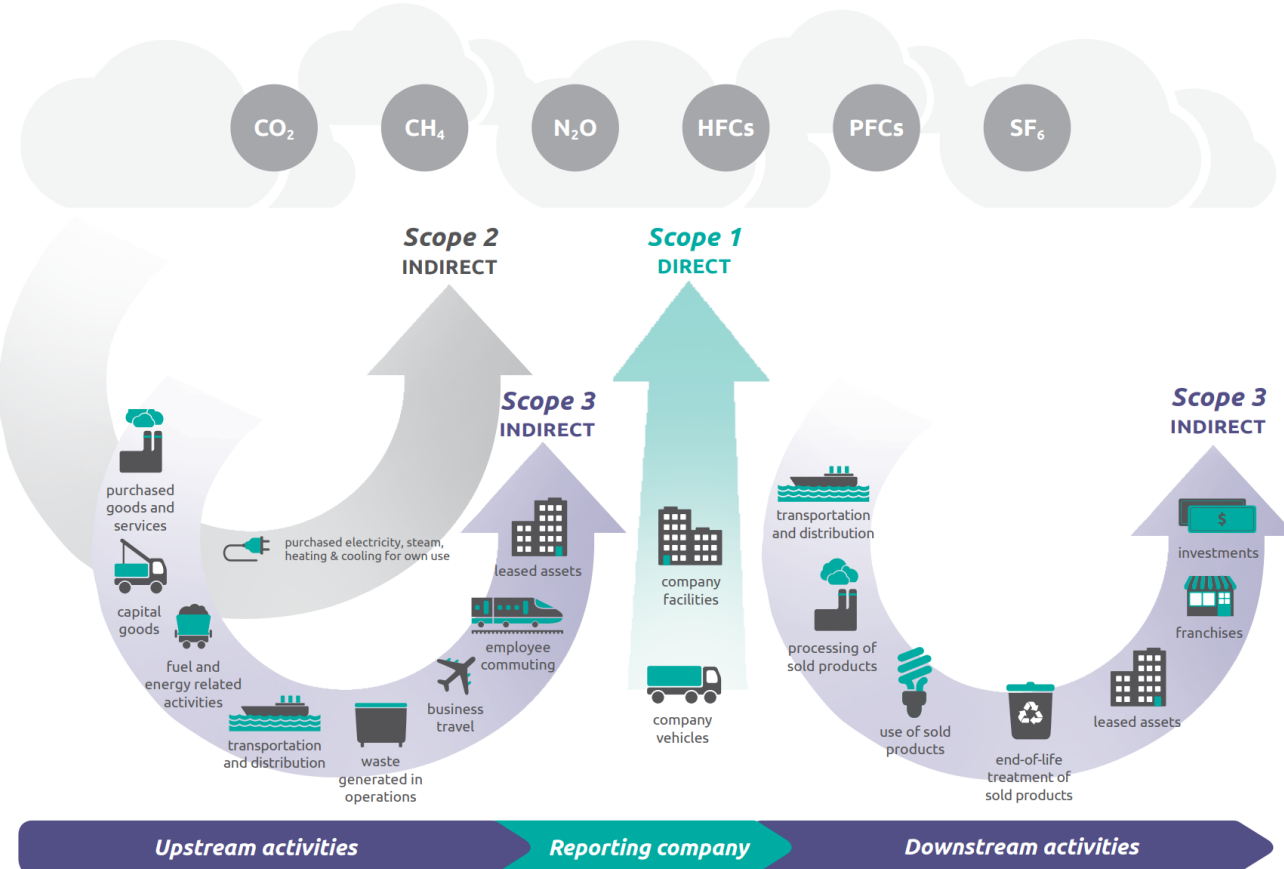 CO₂
CH₄
N₂O
HFCs
PFCs
SF₆
Scope 2
INDIRECT
Scope 1
DIRECT
Scope 3
INDIRECT
Scope 3
INDIRECT
purchased
goods and
services
capital
goods
fuel and
energy related
activities
transportation
and distribution
waste
generated in
operations
business
travel
employee
commuting
leased assets
purchased electricity, steam,
heating & cooling for own use
company
facilities
company
vehicles
transportation
and distribution
processing of
sold products
use of sold
products
end-of-life
treatment of
sold products
leased assets
franchises
$
investments
Upstream activities
Reporting company
Downstream activities